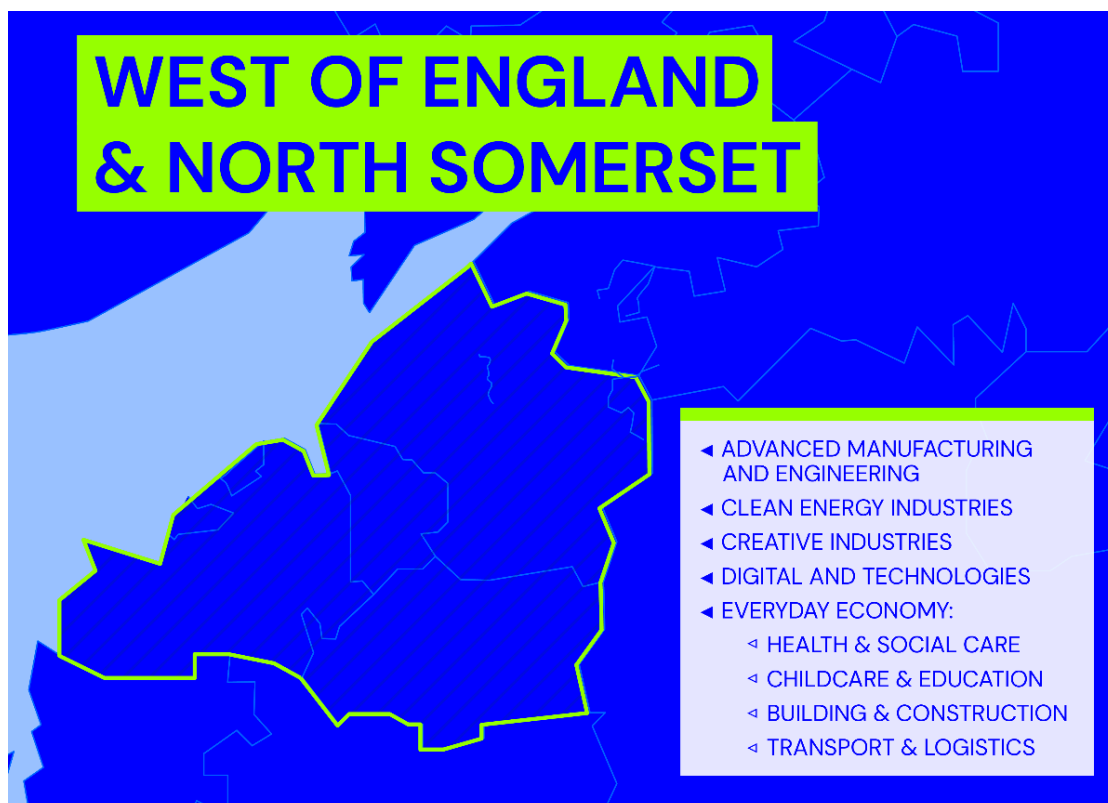 WEST OF ENGLAND
& NORTH SOMERSET
◄ ADVANCED MANUFACTURING
AND ENGINEERING
◄ CLEAN ENERGY INDUSTRIES
◄ CREATIVE INDUSTRIES
◄ DIGITAL AND TECHNOLOGIES
◄ EVERYDAY ECONOMY:
◃ HEALTH & SOCIAL CARE
◃ CHILDCARE & EDUCATION
◃ BUILDING & CONSTRUCTION
◃ TRANSPORT & LOGISTICS